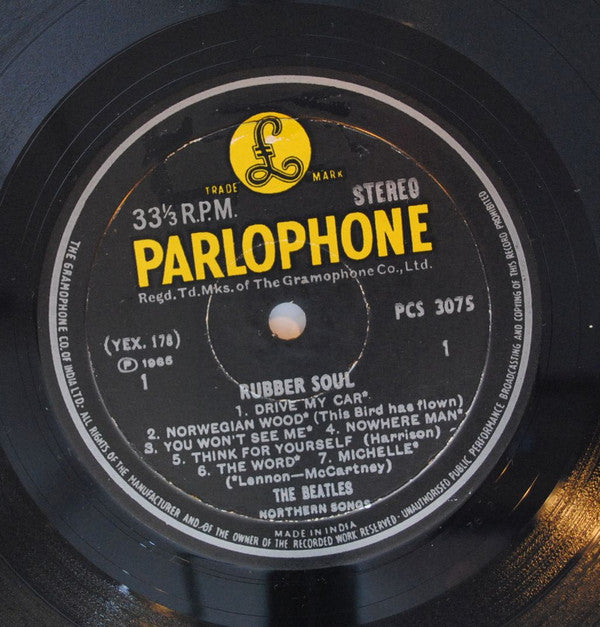 £
TRADE MARK
33⅓ R.P.M. STEREO
PARLOPHONE
Regd. Td. Mks. of The Gramophone Co., Ltd.
PCS 3075
(YEX. 178)
Ⓟ 1965
1
1
RUBBER SOUL
1. DRIVE MY CAR*
2. NORWEGIAN WOOD* (This Bird has flown)
3. YOU WON'T SEE ME* 4. NOWHERE MAN*
5. THINK FOR YOURSELF (Harrison)
6. THE WORD* 7. MICHELLE*
(*Lennon—McCartney)
THE BEATLES
NORTHERN SONGS
MADE IN INDIA
THE GRAMOPHONE CO. OF INDIA LTD. ALL RIGHTS OF THE MANUFACTURER AND OF THE OWNER OF THE RECORDED WORK RESERVED · UNAUTHORISED PUBLIC PERFORMANCE BROADCASTING AND COPYING OF THIS RECORD PROHIBITED